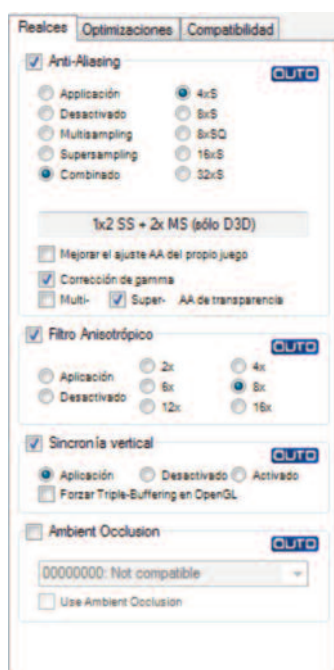 Realces Optimizaciones Compatibilidad
Anti-Aliasing
AUTO
Applicación 4xS
Desactivado 8xS
Multisampling 8xSQ
Supersampling 16xS
Combinado 32xS
1x2 SS + 2x MS (sólo D3D)
Mejorar el ajuste AA del propio juego
Corrección de gamma
Multi- Super- AA de transparencia
Filtro Anisotrópico
AUTO
Aplicación 2x 4x
Desactivado 6x 8x
12x 16x
Sincronía vertical
AUTO
Aplicación Desactivado Activado
Forzar Triple-Buffering en OpenGL
Ambient Occlusion
AUTO
00000000: Not compatible
Use Ambient Occlusion